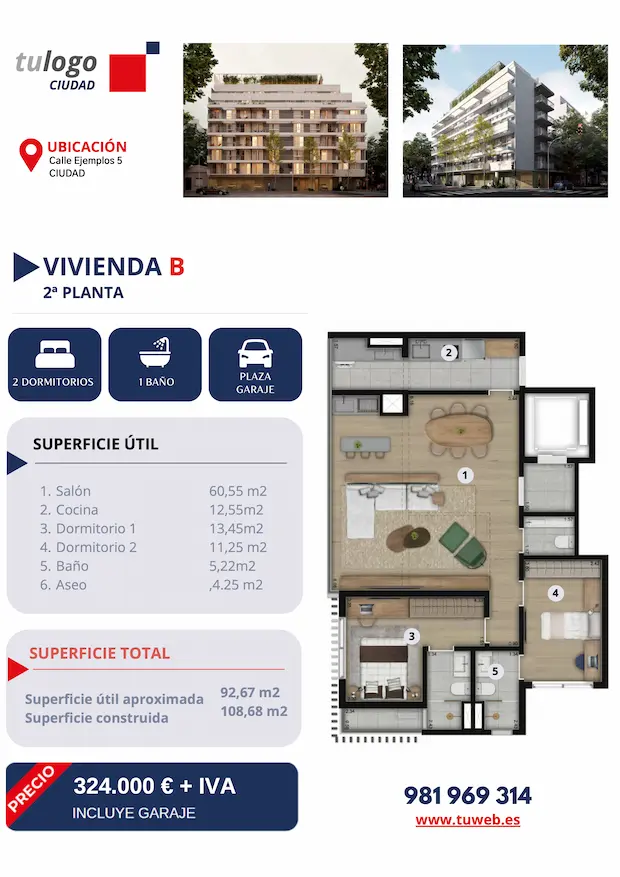 tulogo
CIUDAD
UBICACIÓN
Calle Ejemplos 5
CIUDAD
VIVIENDA B
2ª PLANTA
2 DORMITORIOS
1 BAÑO
PLAZA
GARAJE
SUPERFICIE ÚTIL
1. Salón 60,55 m2
2. Cocina 12,55m2
3. Dormitorio 1 13,45m2
4. Dormitorio 2 11,25 m2
5. Baño 5,22m2
6. Aseo ,4.25 m2
SUPERFICIE TOTAL
Superficie útil aproximada 92,67 m2
Superficie construida 108,68 m2
PRECIO
324.000 € + IVA
INCLUYE GARAJE
2
1
4
3
5
981 969 314
www.tuweb.es